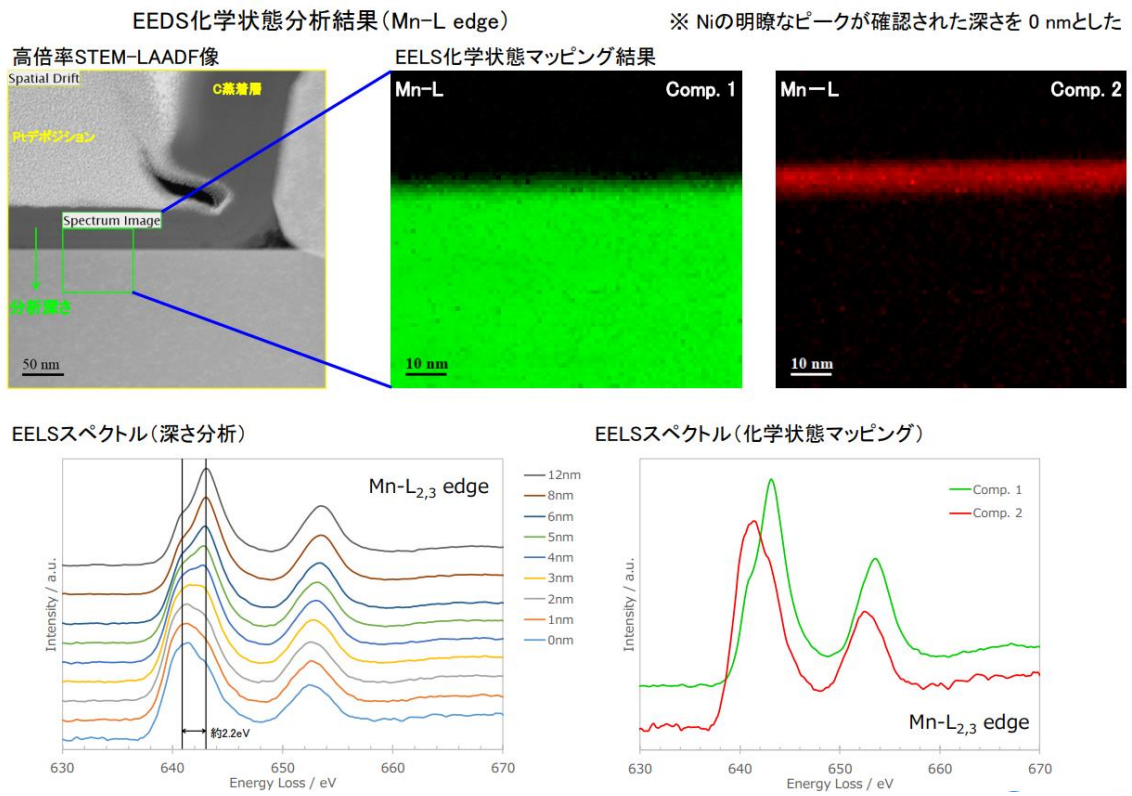 EEDS化学状態分析結果(Mn-L edge)
※ Niの明瞭なピークが確認された深さを 0 nmとした
高倍率STEM-LAADF像
EELS化学状態マッピング結果
Spatial Drift
C蒸着層
Ptデポジション
Spectrum Image
分析深さ
50 nm
Mn-L
Comp. 1
10 nm
Mn-L
Comp. 2
10 nm
EELSスペクトル(深さ分析)
Mn-L2,3 edge
12nm
8nm
6nm
5nm
4nm
3nm
2nm
1nm
0nm
約2.2eV
Intensity / a.u.
630
640
650
660
670
Energy Loss / eV
EELSスペクトル(化学状態マッピング)
Comp. 1
Comp. 2
Mn-L2,3 edge
Intensity / a.u.
630
640
650
660
670
Energy Loss / eV